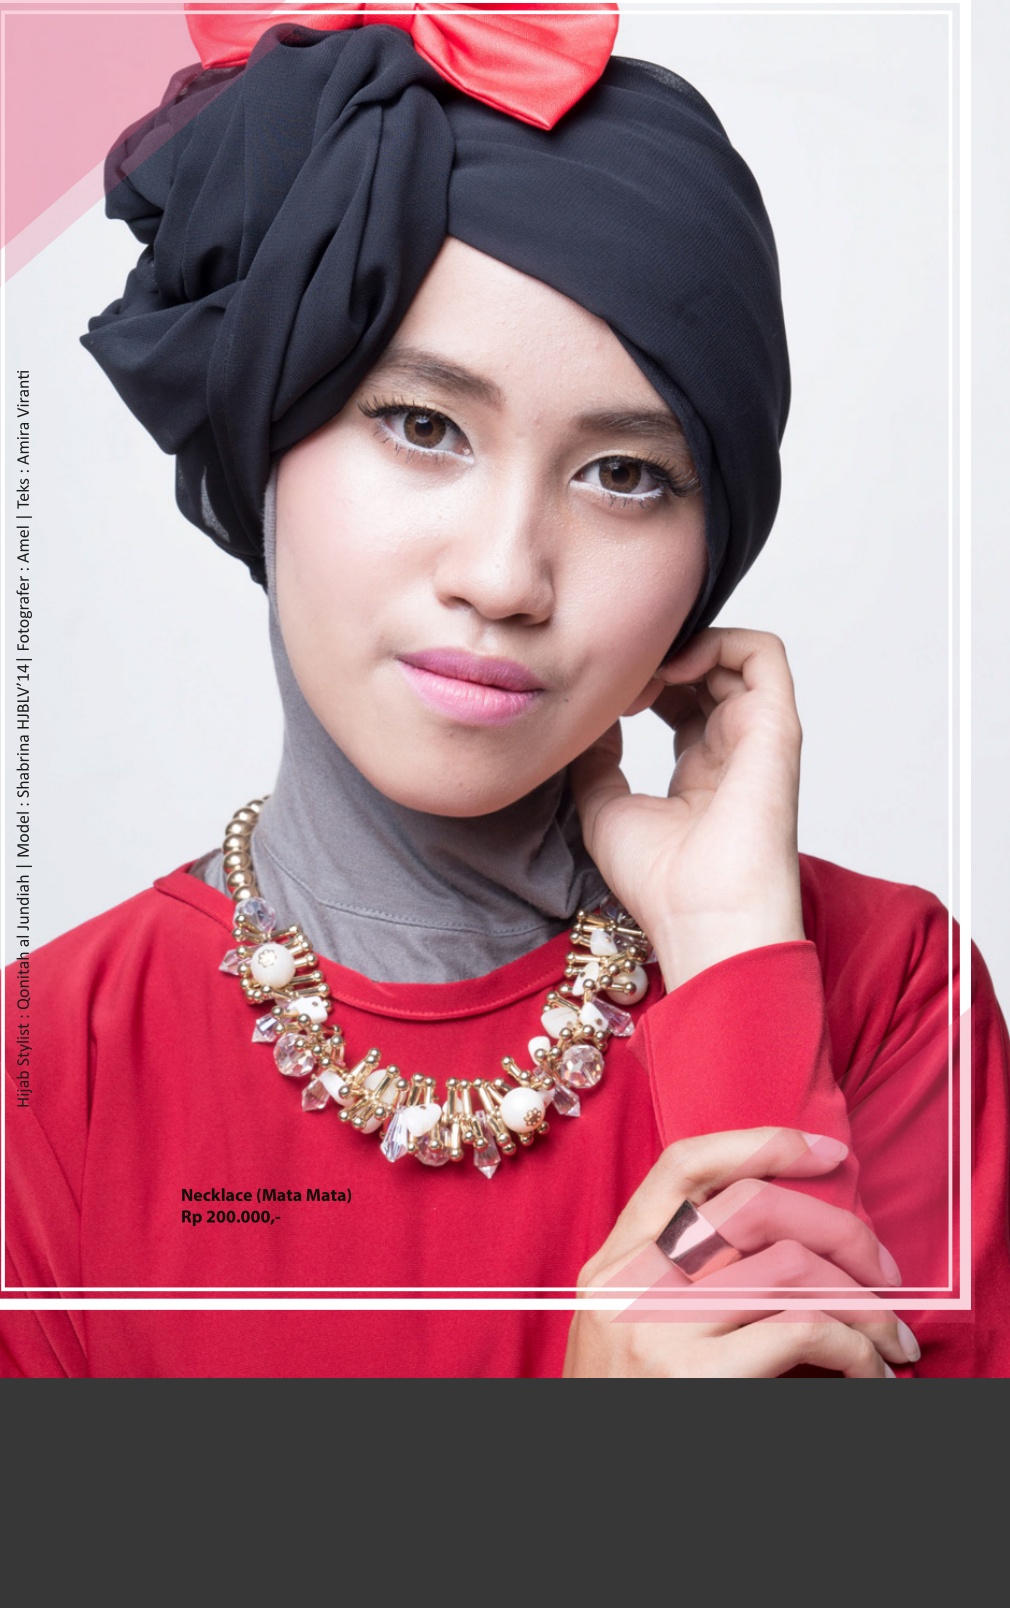 Hijab Stylist : Qonitah al Jundiah | Model : Shabrina HJBLV'14| Fotografer : Amel | Teks : Amira Viranti
Necklace (Mata Mata)
Rp 200.000,-